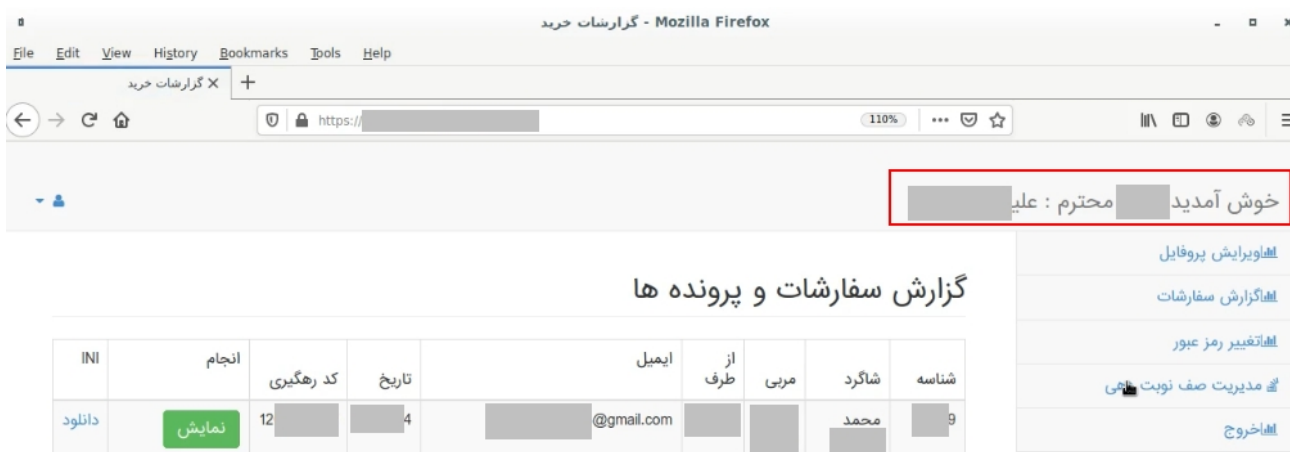 گزارشات خرید - Mozilla Firefox
File Edit View History Bookmarks Tools Help
گزارشات خرید
https://
110%
خوش آمدید محترم : علی
ویرایش پروفایل
گزارش سفارشات
تغییر رمز عبور
مدیریت صف نوبت دهی
خروج
گزارش سفارشات و پرونده ها
شناسه شاگرد مربی از طرف ایمیل تاریخ کد رهگیری انجام INI
9 محمد @gmail.com 4 12 نمایش دانلود